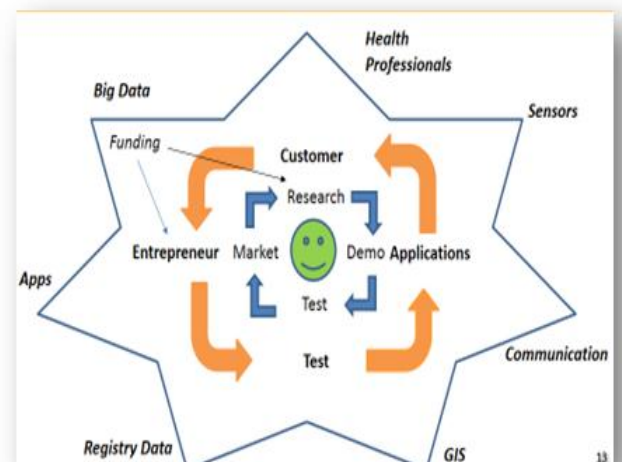 Health
Professionals
Big Data
Sensors
Funding
Customer
Research
Entrepreneur Market Demo Applications
Apps
Test
Test
Communication
Registry Data
GIS
13